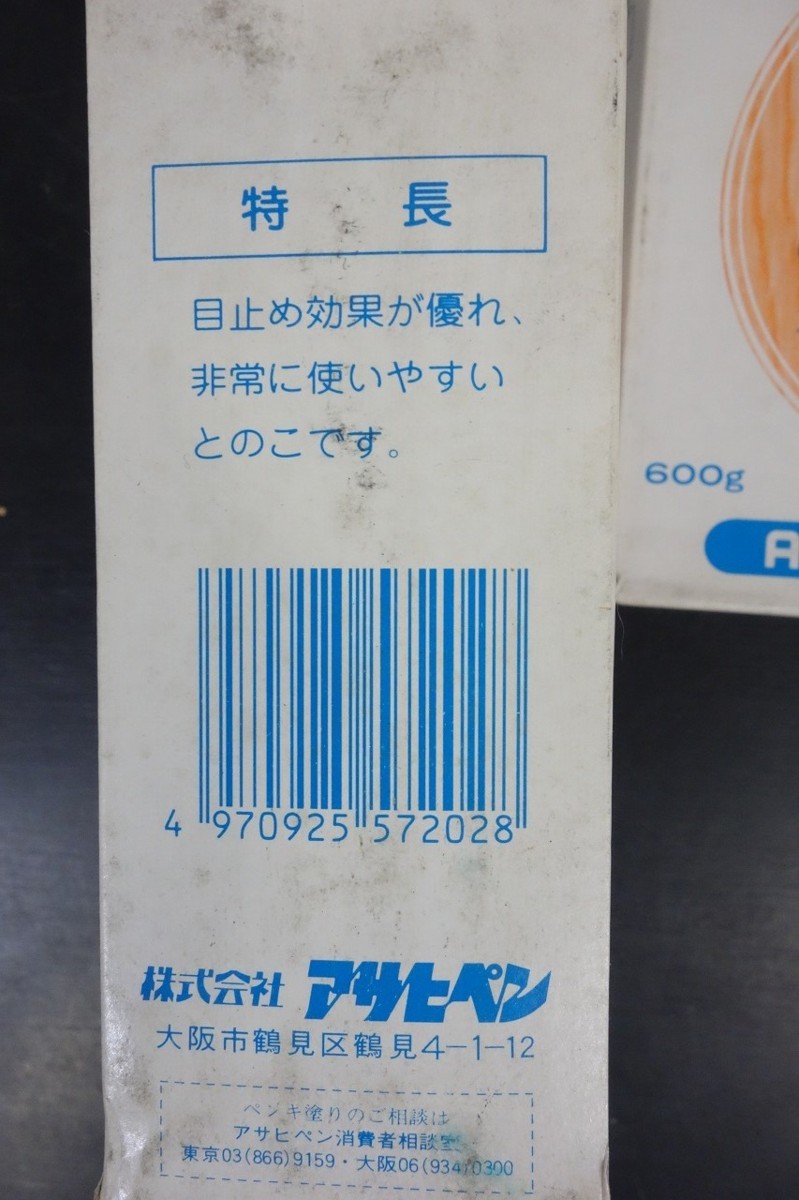 特長
目止め効果が優れ、
非常に使いやすい
とのこです。
4 970925 572028
株式会社 アサヒペン
大阪市鶴見区鶴見4-1-12
ペンキ塗りのご相談は
アサヒペン消費者相談室
東京03(866)9159・大阪06(934)0300
600g
A